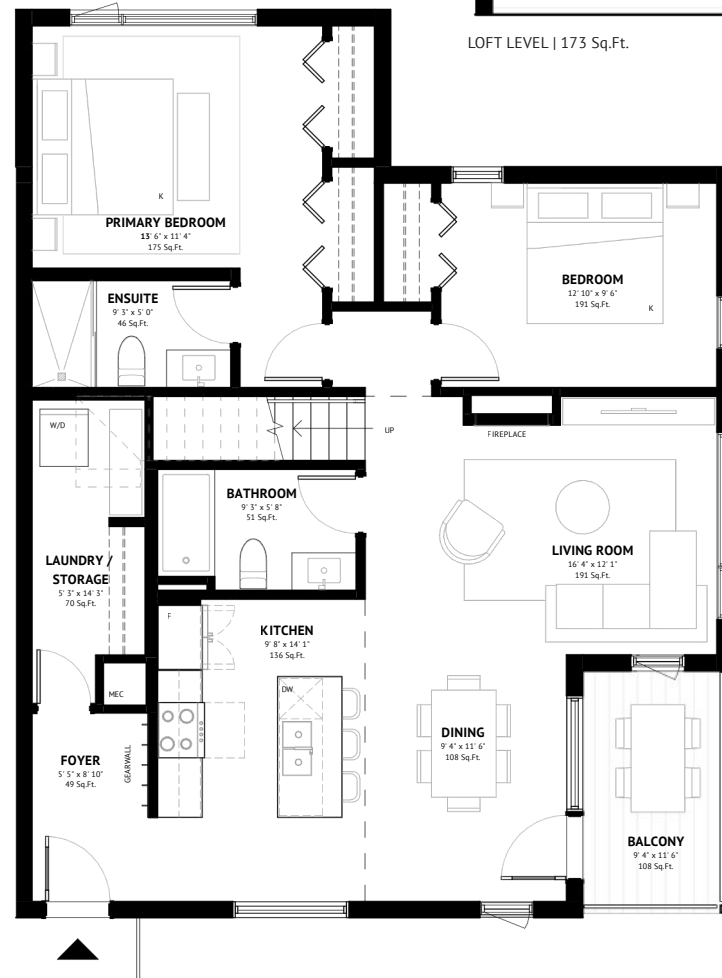 LOFT LEVEL | 173 Sq.Ft.
K
PRIMARY BEDROOM
13' 6" x 11' 4"
175 Sq.Ft.
BEDROOM
12' 10" x 9' 6"
191 Sq.Ft.
K
ENSUITE
9' 3" x 5' 0"
46 Sq.Ft.
W/D
UP
FIREPLACE
BATHROOM
9' 3" x 5' 8"
51 Sq.Ft.
LIVING ROOM
16' 4" x 12' 1"
191 Sq.Ft.
LAUNDRY /
STORAGE
5' 3" x 14' 3"
70 Sq.Ft.
F
KITCHEN
9' 8" x 14' 1"
136 Sq.Ft.
MEC
DW
DINING
9' 4" x 11' 6"
108 Sq.Ft.
GEARWALL
FOYER
5' 5" x 8' 10"
49 Sq.Ft.
BALCONY
9' 4" x 11' 6"
108 Sq.Ft.